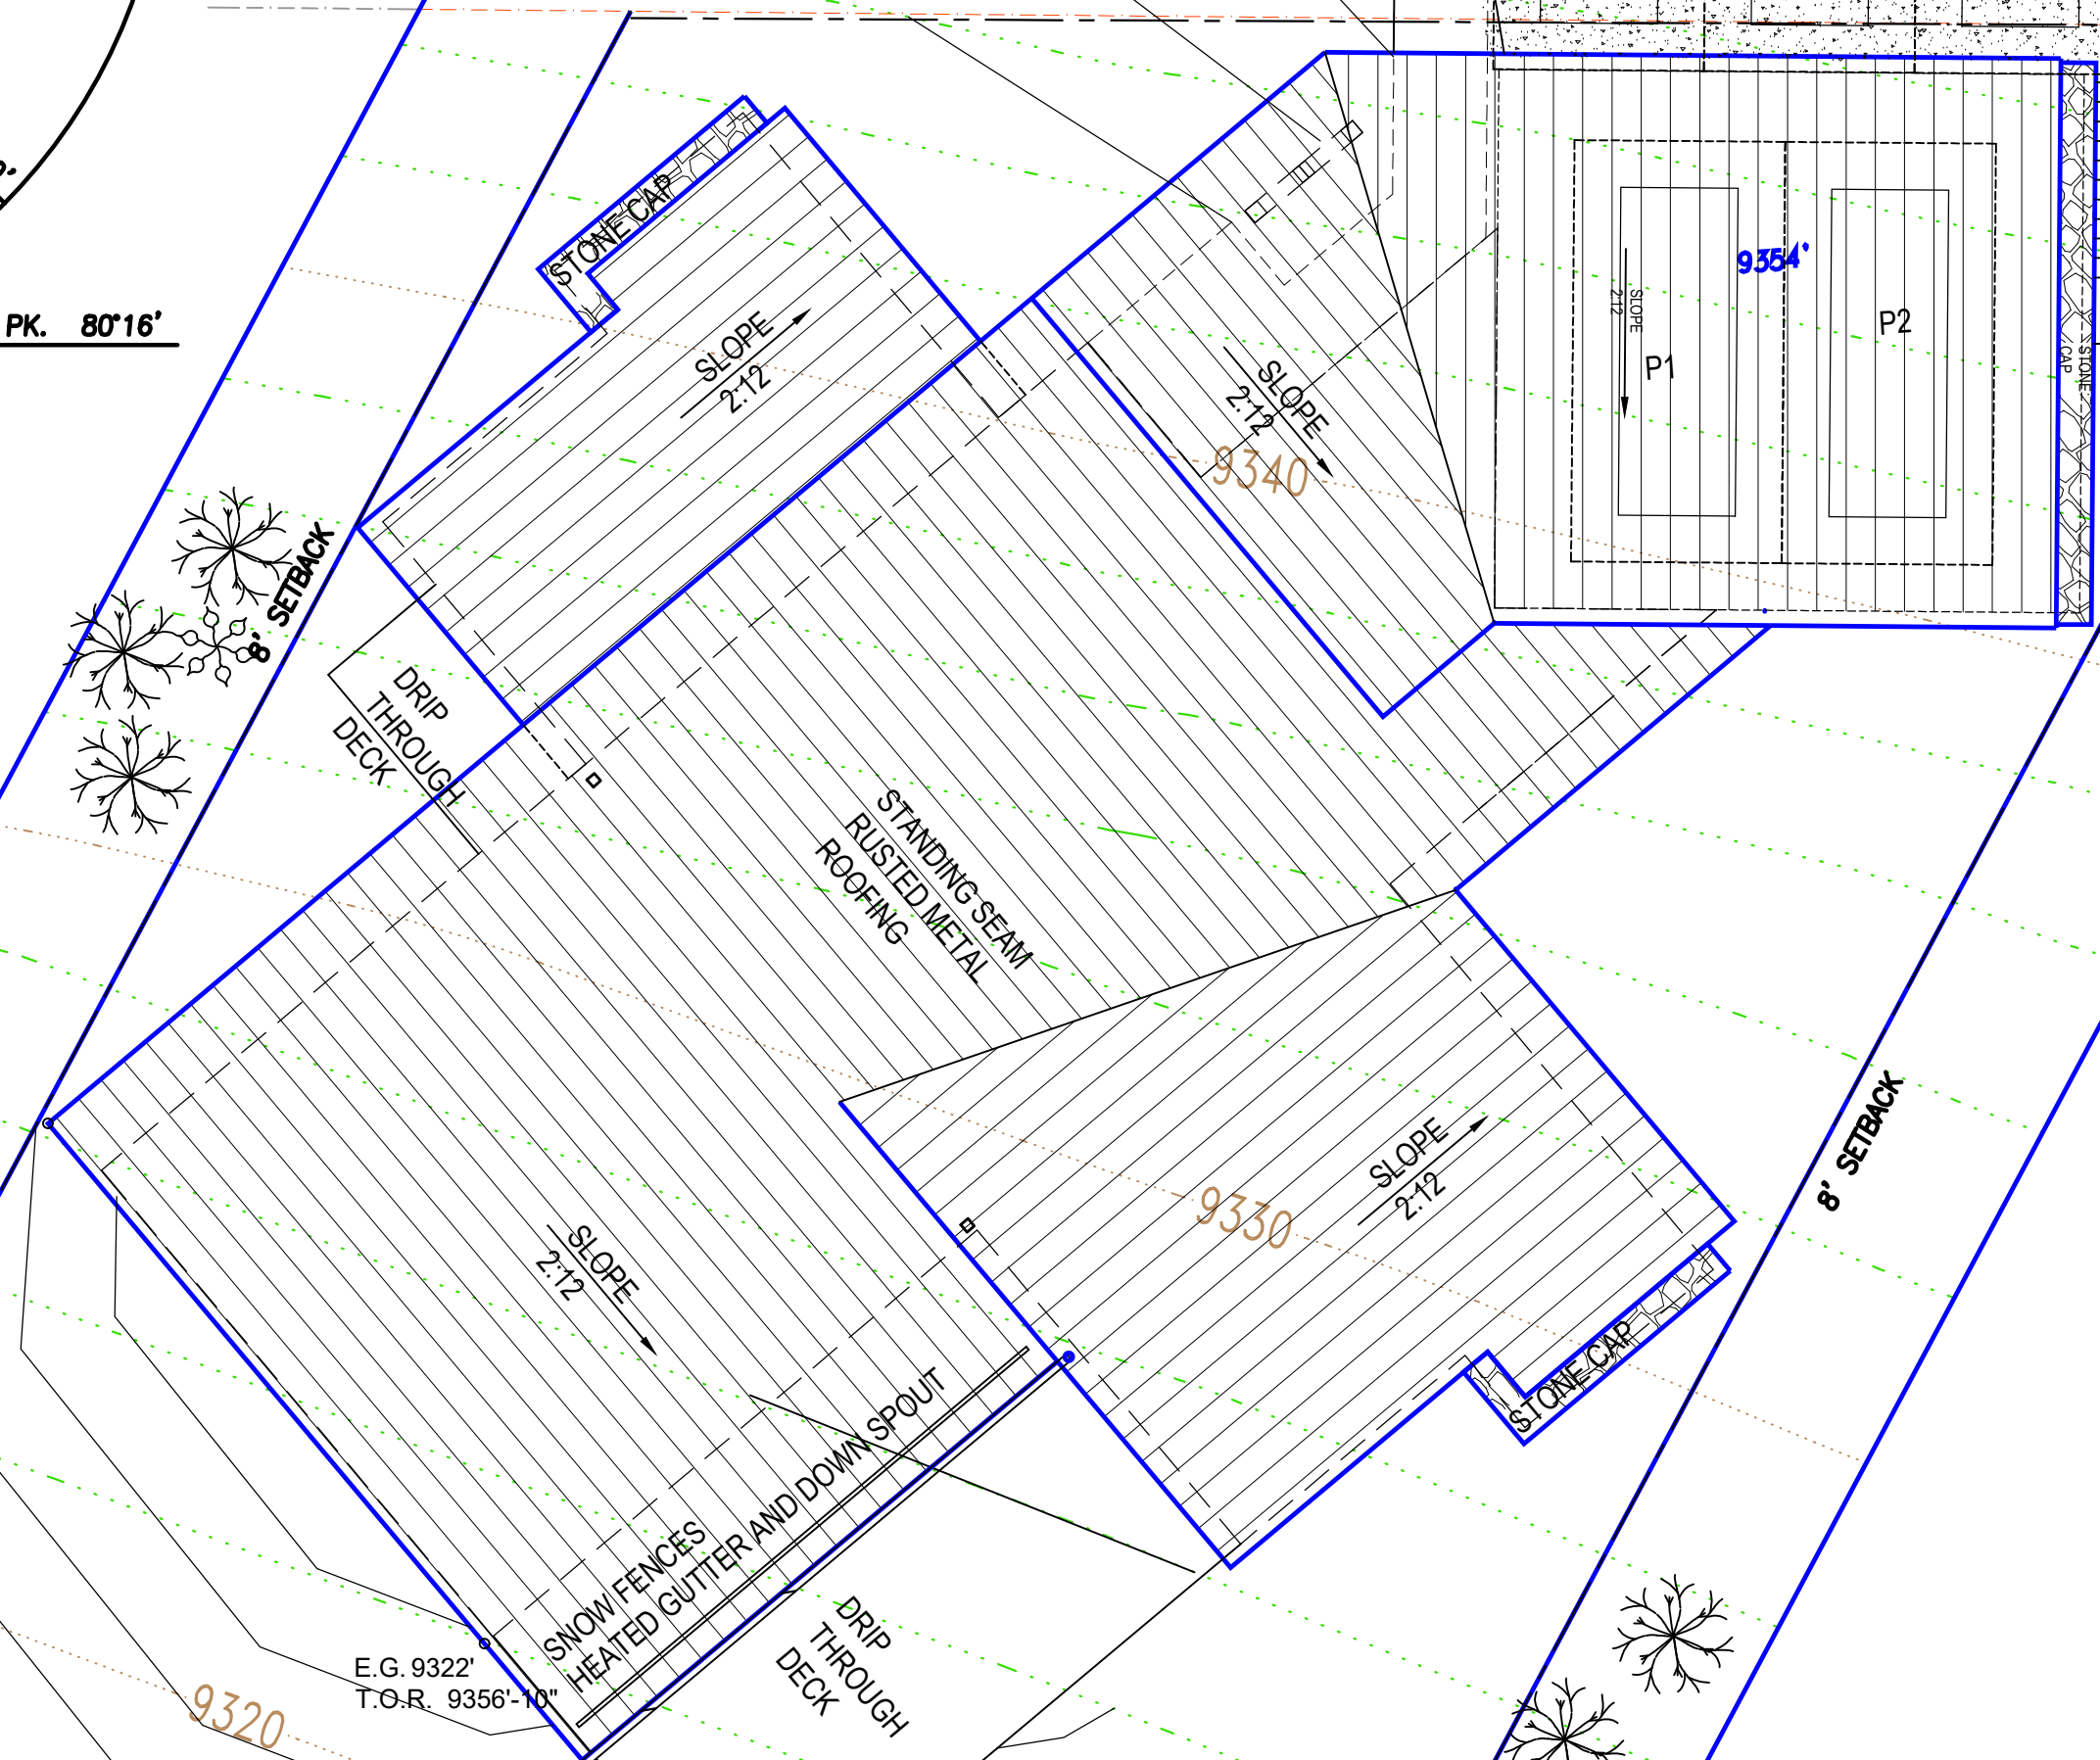 PK. 80°16'
STONE CAP
SLOPE
2:12
9354'
SLOPE
2:12
P1
P2
STONE
CAP
SLOPE
2:12
9340
8' SETBACK
DRIP
THROUGH
DECK
STANDING SEAM
RUSTED METAL
ROOFING
SLOPE
2:12
9330
8' SETBACK
SLOPE
2:12
STONE CAP
SNOW FENCES
HEATED GUTTER AND DOWN SPOUT
DRIP
THROUGH
DECK
E.G. 9322'
T.O.R. 9356'-10"
9320